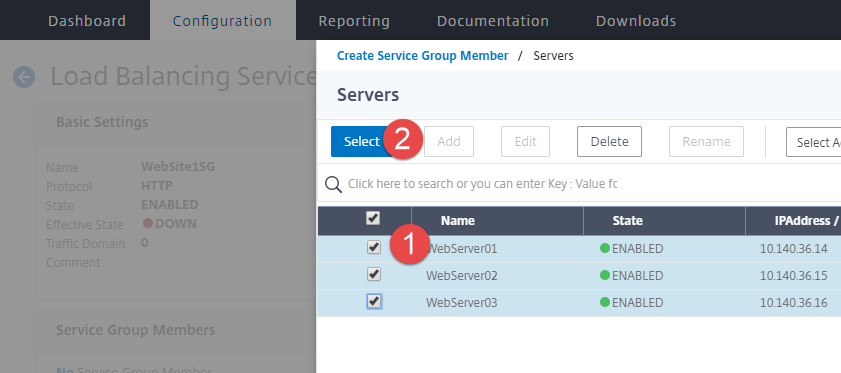 Dashboard Configuration Reporting Documentation Downloads
Create Service Group Member / Servers
Load Balancing Service
Servers
Basic Settings
Select 2 Add Edit Delete Rename Select A
Name WebSite1SG
Protocol HTTP
State ENABLED
Effective State DOWN
Traffic Domain 0
Comment
Click here to search or you can enter Key : Value fo
Name State IPAddress /
1 WebServer01 ENABLED 10.140.36.14
WebServer02 ENABLED 10.140.36.15
WebServer03 ENABLED 10.140.36.16
Service Group Members
No Service Group Member